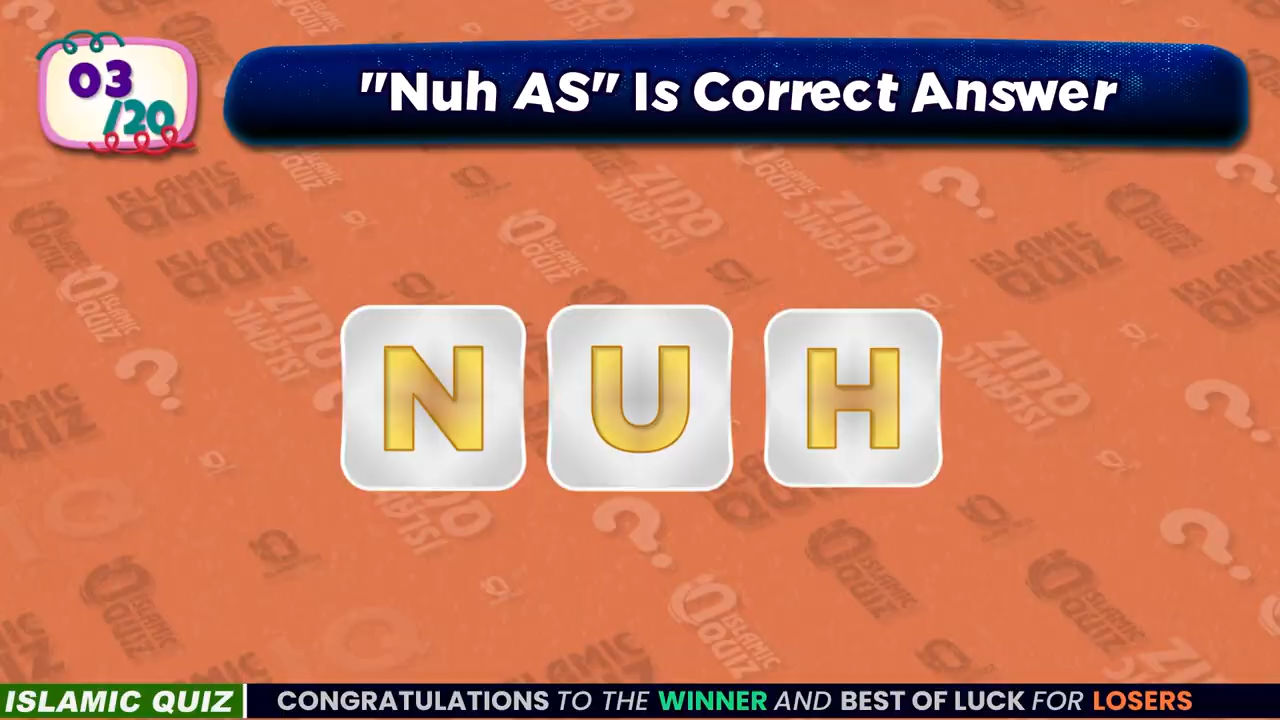 03
/20
"Nuh AS" Is Correct Answer
N U H
ISLAMIC QUIZ | CONGRATULATIONS TO THE WINNER AND BEST OF LUCK FOR LOSERS